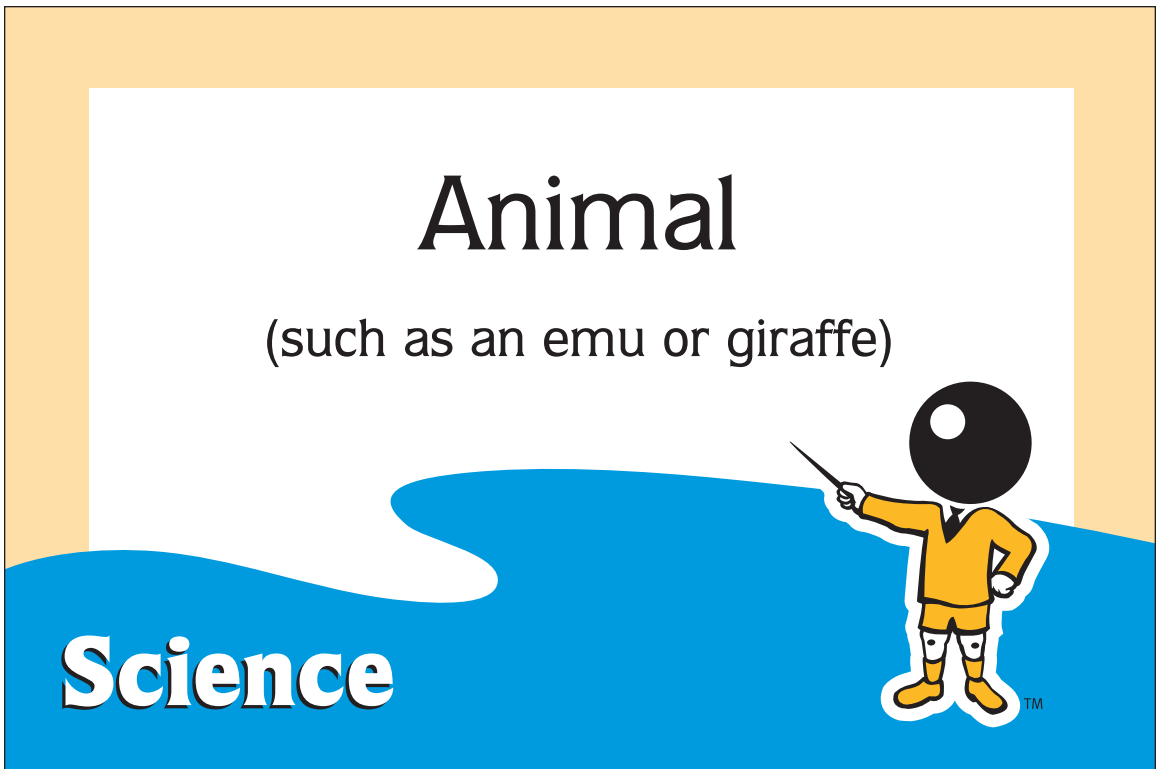 Animal
(such as an emu or giraffe)
Science
TM